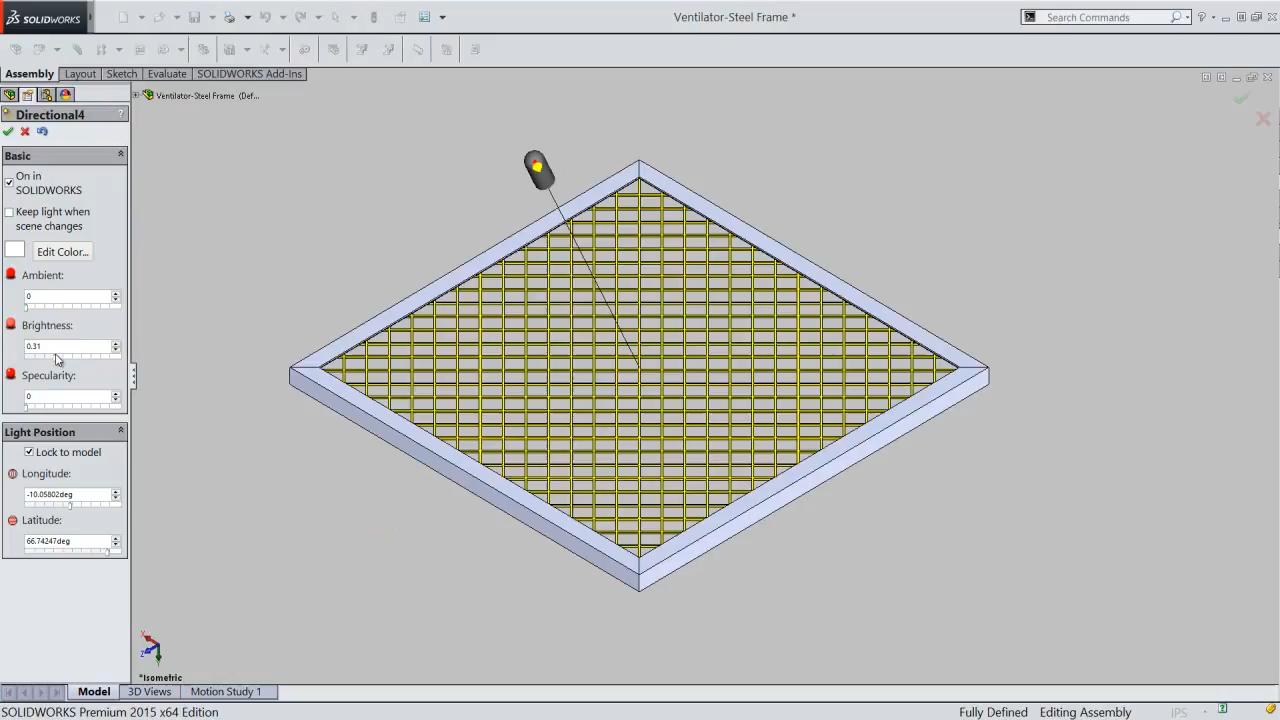 SOLIDWORKS
Ventilator-Steel Frame *
Search Commands
?
Assembly
Layout
Sketch
Evaluate
SOLIDWORKS Add-Ins
Directional4
?
Ventilator-Steel Frame (Def...
Basic
On in
SOLIDWORKS
Keep light when
scene changes
Edit Color...
Ambient:
0
Brightness:
0.31
Specularity:
0
Light Position
Lock to model
Longitude:
-10.05802deg
Latitude:
66.74247deg
X
Z
Y
*Isometric
Model
3D Views
Motion Study 1
SOLIDWORKS Premium 2015 x64 Edition
Fully Defined
Editing Assembly
IPS
?